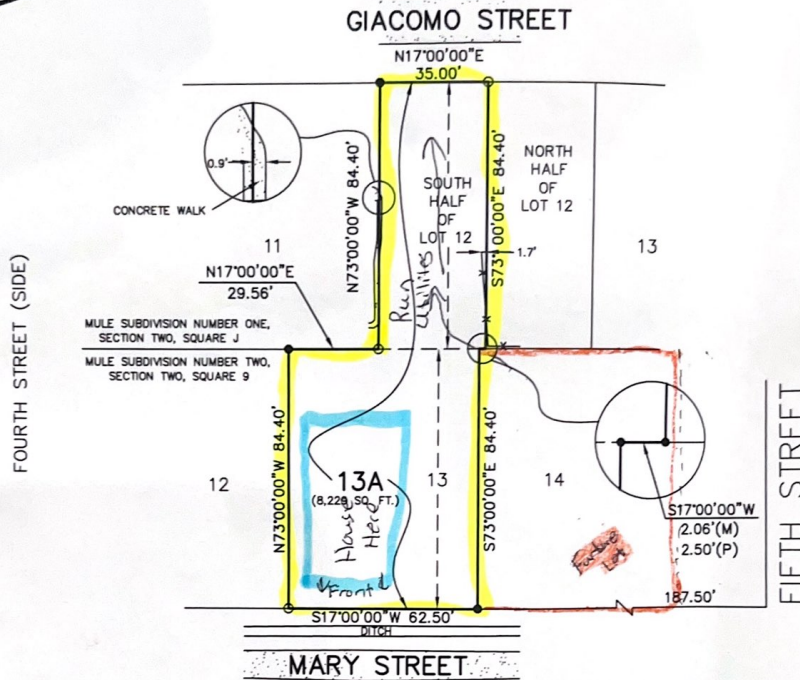 GIACOMO STREET
N17°00'00"E
35.00'
0.9'
CONCRETE WALK
N73°00'00"W 84.40'
SOUTH
HALF
OF
LOT 12
S73°00'00"E 84.40'
NORTH
HALF
OF
LOT 12
1.7'
11
13
N17°00'00"E
29.56'
Run
Utilities
MULE SUBDIVISION NUMBER ONE,
SECTION TWO, SQUARE J
MULE SUBDIVISION NUMBER TWO,
SECTION TWO, SQUARE 9
FOURTH STREET (SIDE)
12
N73°00'00"W 84.40'
13A
(8,229 SQ. FT.)
House
Here
Front
13
S73°00'00"E 84.40'
14
Lot
S17°00'00"W
2.06'(M)
2.50'(P)
FIFTH STREET
187.50'
S17°00'00"W 62.50'
DITCH
MARY STREET